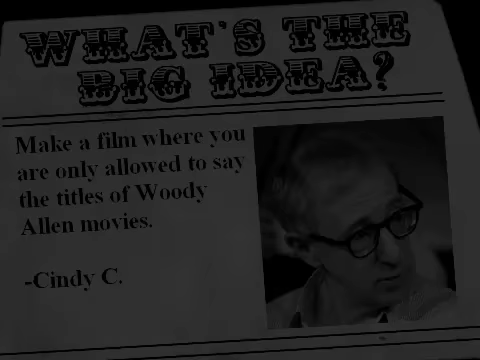 WHAT'S THE
BIG IDEA?
Make a film where you
are only allowed to say
the titles of Woody
Allen movies.
-Cindy C.